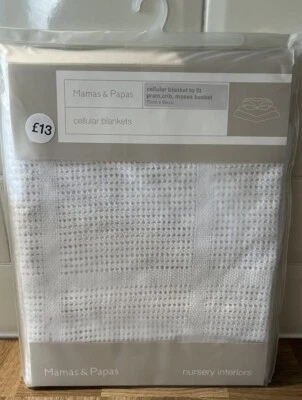 Mamas & Papas
cellular blanket to fit
pram, crib, moses basket
cellular blankets
£13
Mamas & Papas
nursery interiors